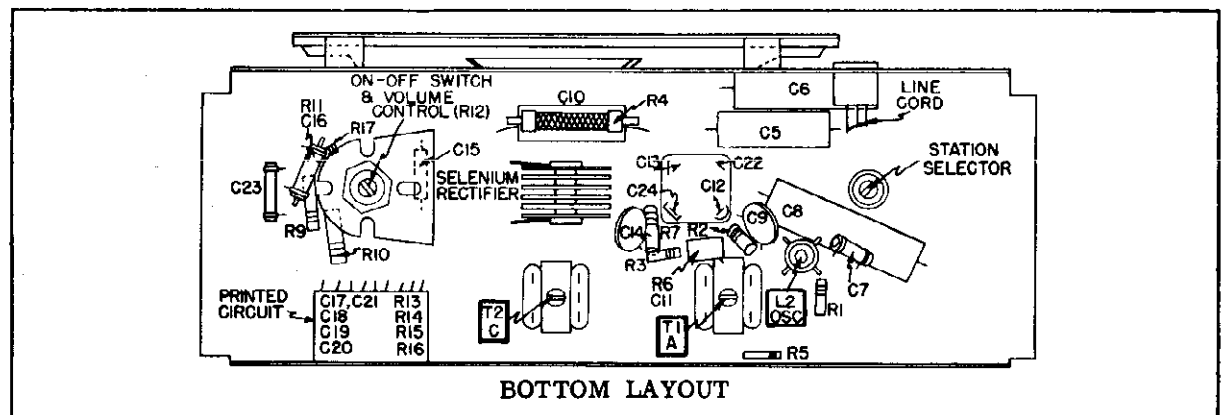 ON-OFF SWITCH
& VOLUME
CONTROL (R12)
R11
C16
R17
C15
SELENIUM
RECTIFIER
C23
R9
R10
C10
R4
C6
C5
LINE
CORD
STATION
SELECTOR
C13
C22
C24
C12
C14
R7
R2
C9
C8
R3
R6
C11
C7
R1
L2
OSC
T2
C
T1
A
R5
PRINTED
CIRCUIT
C17, C21 R13
C18 R14
C19 R15
C20 R16
BOTTOM LAYOUT